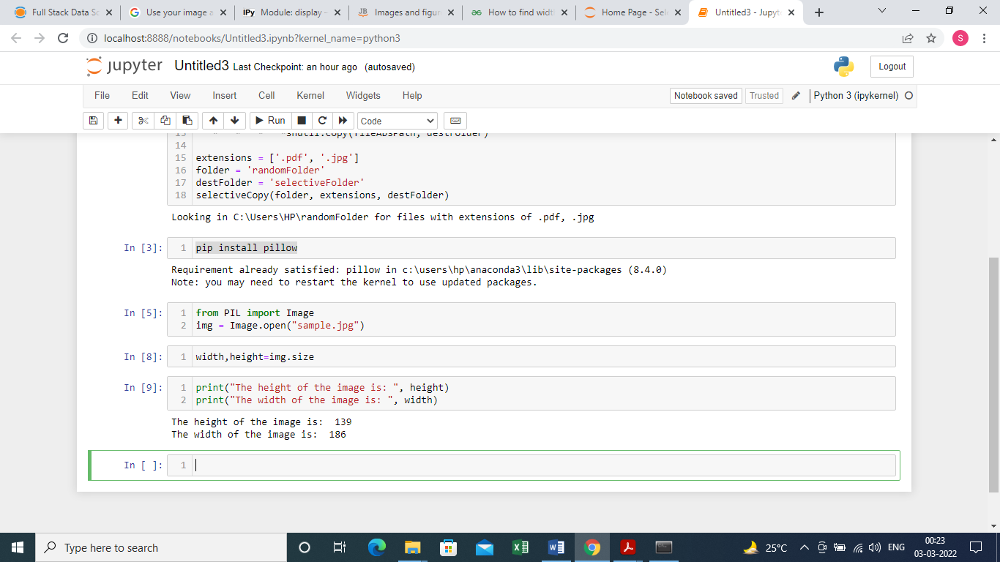 Full Stack Data Sc
Use your image a
IPy Module: display -
JB Images and figur
How to find widt
Home Page - Sel
Untitled3 - Jupyt
localhost:8888/notebooks/Untitled3.ipynb?kernel_name=python3
S
jupyter Untitled3 Last Checkpoint: an hour ago (autosaved)
Logout
File Edit View Insert Cell Kernel Widgets Help
Notebook saved Trusted Python 3 (ipykernel)
Run Code
13 shutil.copy(fileAbsPath, destFolder)
14
15 extensions = ['.pdf', '.jpg']
16 folder = 'randomFolder'
17 destFolder = 'selectiveFolder'
18 selectiveCopy(folder, extensions, destFolder)
Looking in C:\Users\HP\randomFolder for files with extensions of .pdf, .jpg
In [3]: 1 pip install pillow
Requirement already satisfied: pillow in c:\users\hp\anaconda3\lib\site-packages (8.4.0)
Note: you may need to restart the kernel to use updated packages.
In [5]: 1 from PIL import Image
2 img = Image.open("sample.jpg")
In [8]: 1 width,height=img.size
In [9]: 1 print("The height of the image is: ", height)
2 print("The width of the image is: ", width)
The height of the image is:  139
The width of the image is:  186
In [ ]: 1
Type here to search
25°C
ENG
00:23
03-03-2022